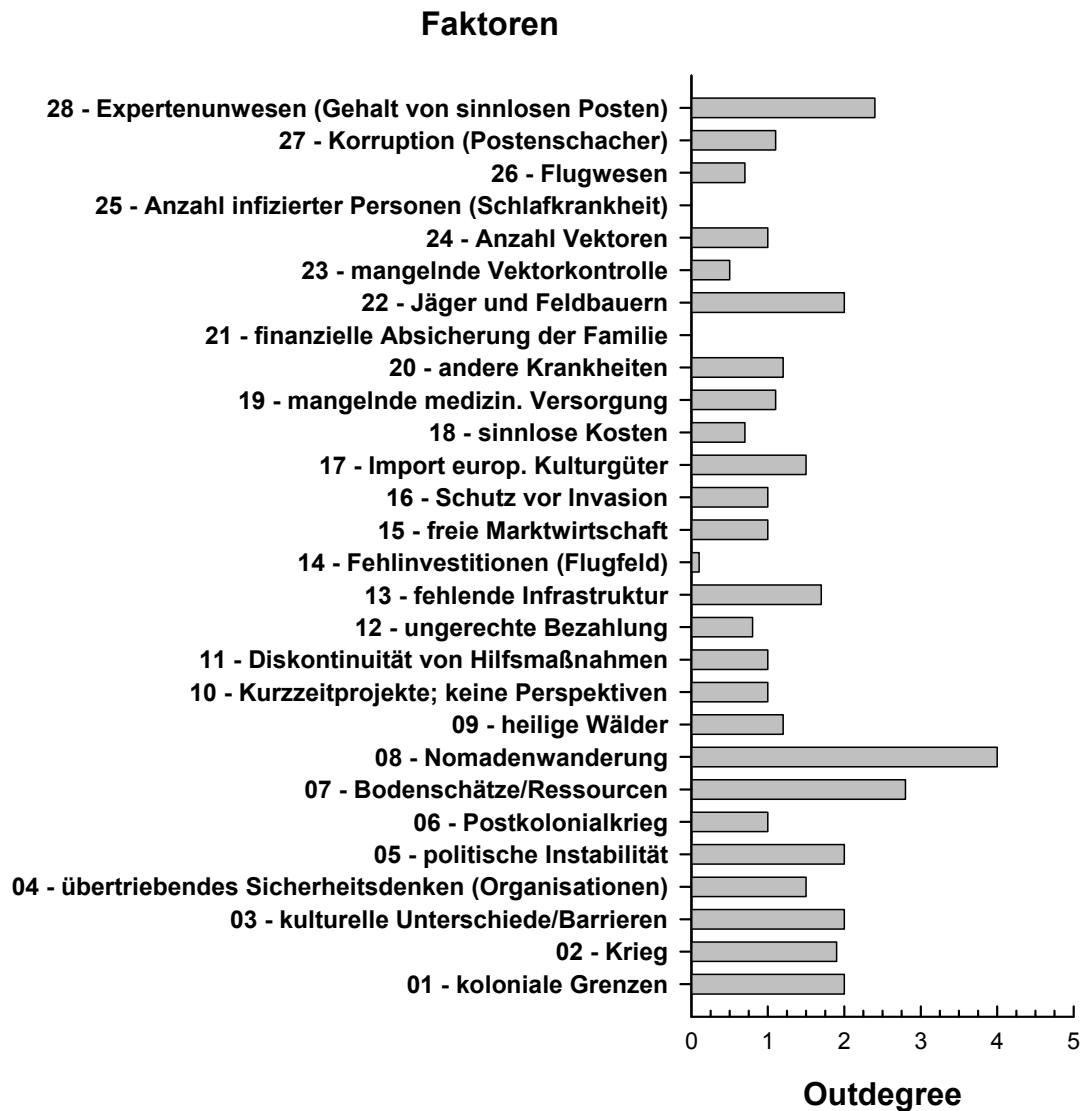 Faktoren
28 - Expertenunwesen (Gehalt von sinnlosen Posten)
27 - Korruption (Postenschacher)
26 - Flugwesen
25 - Anzahl infizierter Personen (Schlafkrankheit)
24 - Anzahl Vektoren
23 - mangelnde Vektorkontrolle
22 - Jäger und Feldbauern
21 - finanzielle Absicherung der Familie
20 - andere Krankheiten
19 - mangelnde medizin. Versorgung
18 - sinnlose Kosten
17 - Import europ. Kulturgüter
16 - Schutz vor Invasion
15 - freie Marktwirtschaft
14 - Fehlinvestitionen (Flugfeld)
13 - fehlende Infrastruktur
12 - ungerechte Bezahlung
11 - Diskontinuität von Hilfsmaßnahmen
10 - Kurzzeitprojekte; keine Perspektiven
09 - heilige Wälder
08 - Nomadenwanderung
07 - Bodenschätze/Ressourcen
06 - Postkolonialkrieg
05 - politische Instabilität
04 - übertriebendes Sicherheitsdenken (Organisationen)
03 - kulturelle Unterschiede/Barrieren
02 - Krieg
01 - koloniale Grenzen
0 1 2 3 4 5
Outdegree